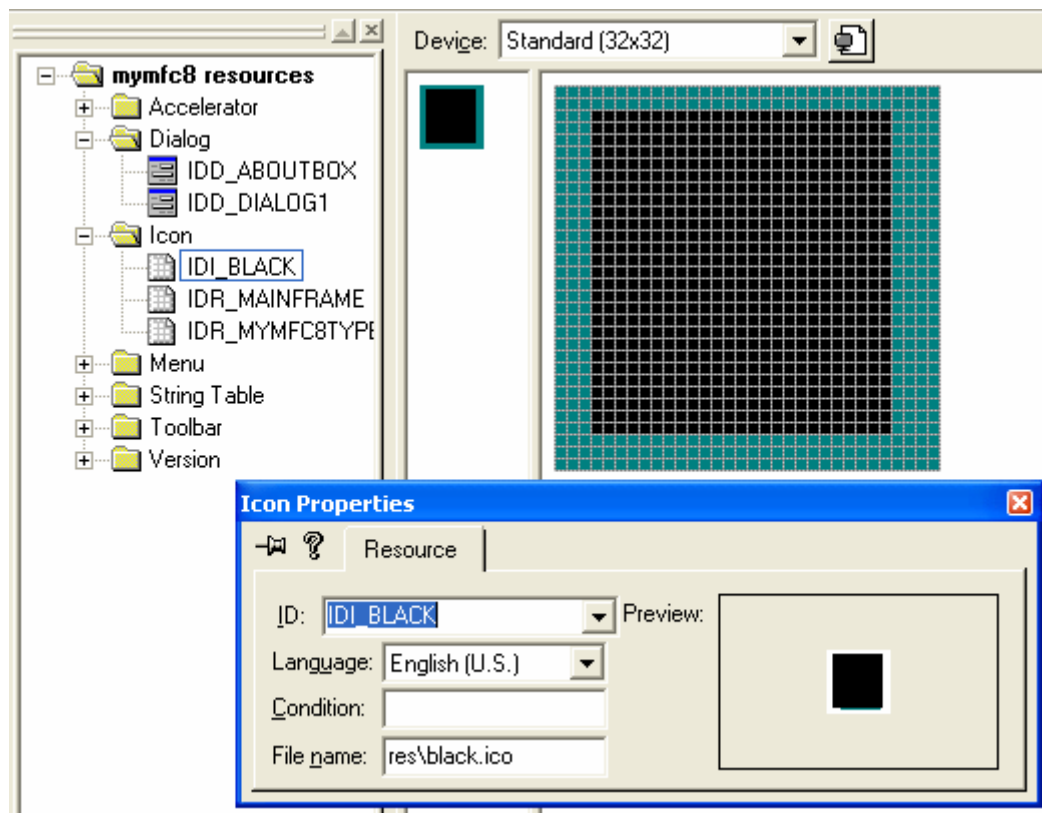 mymfc8 resources
Accelerator
Dialog
IDD_ABOUTBOX
IDD_DIALOG1
Icon
IDI_BLACK
IDR_MAINFRAME
IDR_MYMFC8TYPE
Menu
String Table
Toolbar
Version
Device: Standard (32x32)
Icon Properties
Resource
ID: IDI_BLACK Preview:
Language: English (U.S.)
Condition:
File name: res\black.ico